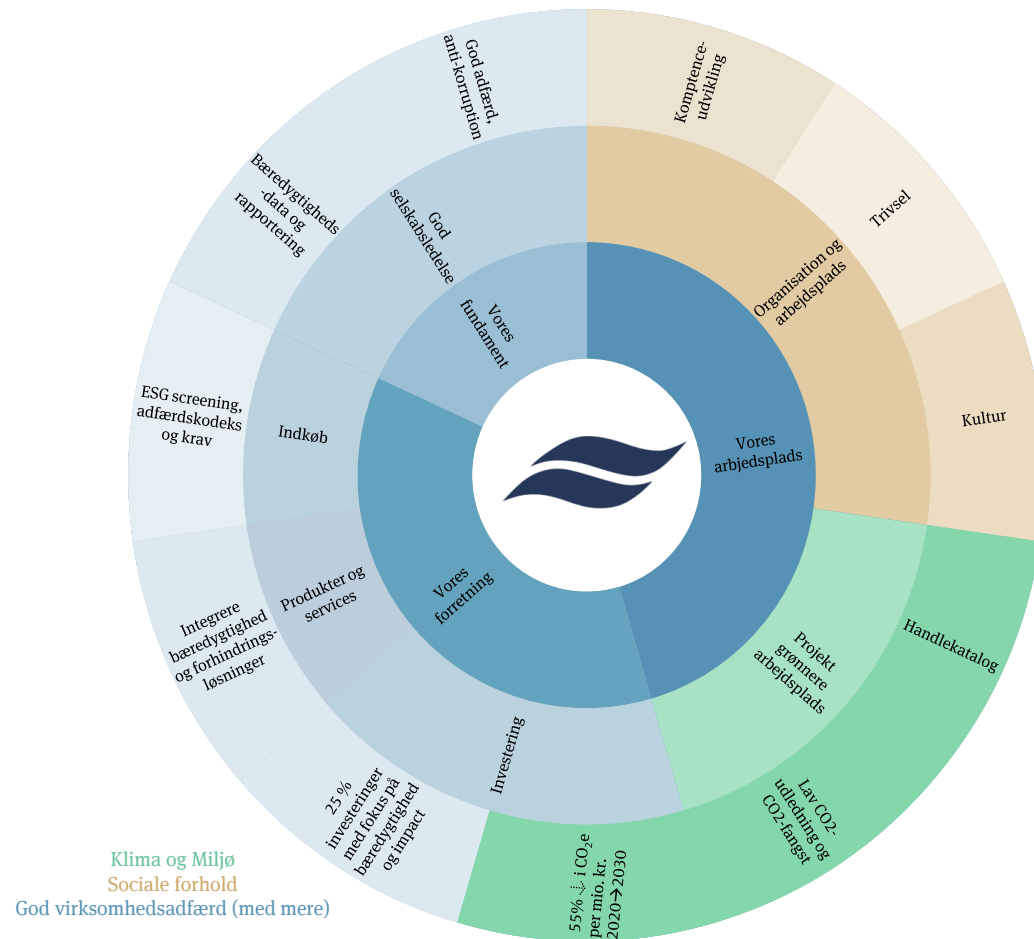 God adfærd,
anti-korruption
Komptence-
udvikling
Bæredygtigheds
-data og
rapportering
God
selskabsledelse
Trivsel
Organisation og
arbejdsplads
Vores
fundament
ESG screening,
adfærdskodeks
og krav
Indkøb
Vores
arbjedsplads
Kultur
Integrere
bæredygtighed
og forhindrings-
løsninger
Produkter og
services
Vores
forretning
Projekt
grønnere
arbejdsplads
Handlekatalog
25 %
investeringer
med fokus på
bæredygtighed
og impact
Investering
55% ↓ i CO₂e
per mio. kr.
2020→2030
Lav CO2-
udledning og
CO2-fangst
Klima og Miljø
Sociale forhold
God virksomhedsadfærd (med mere)